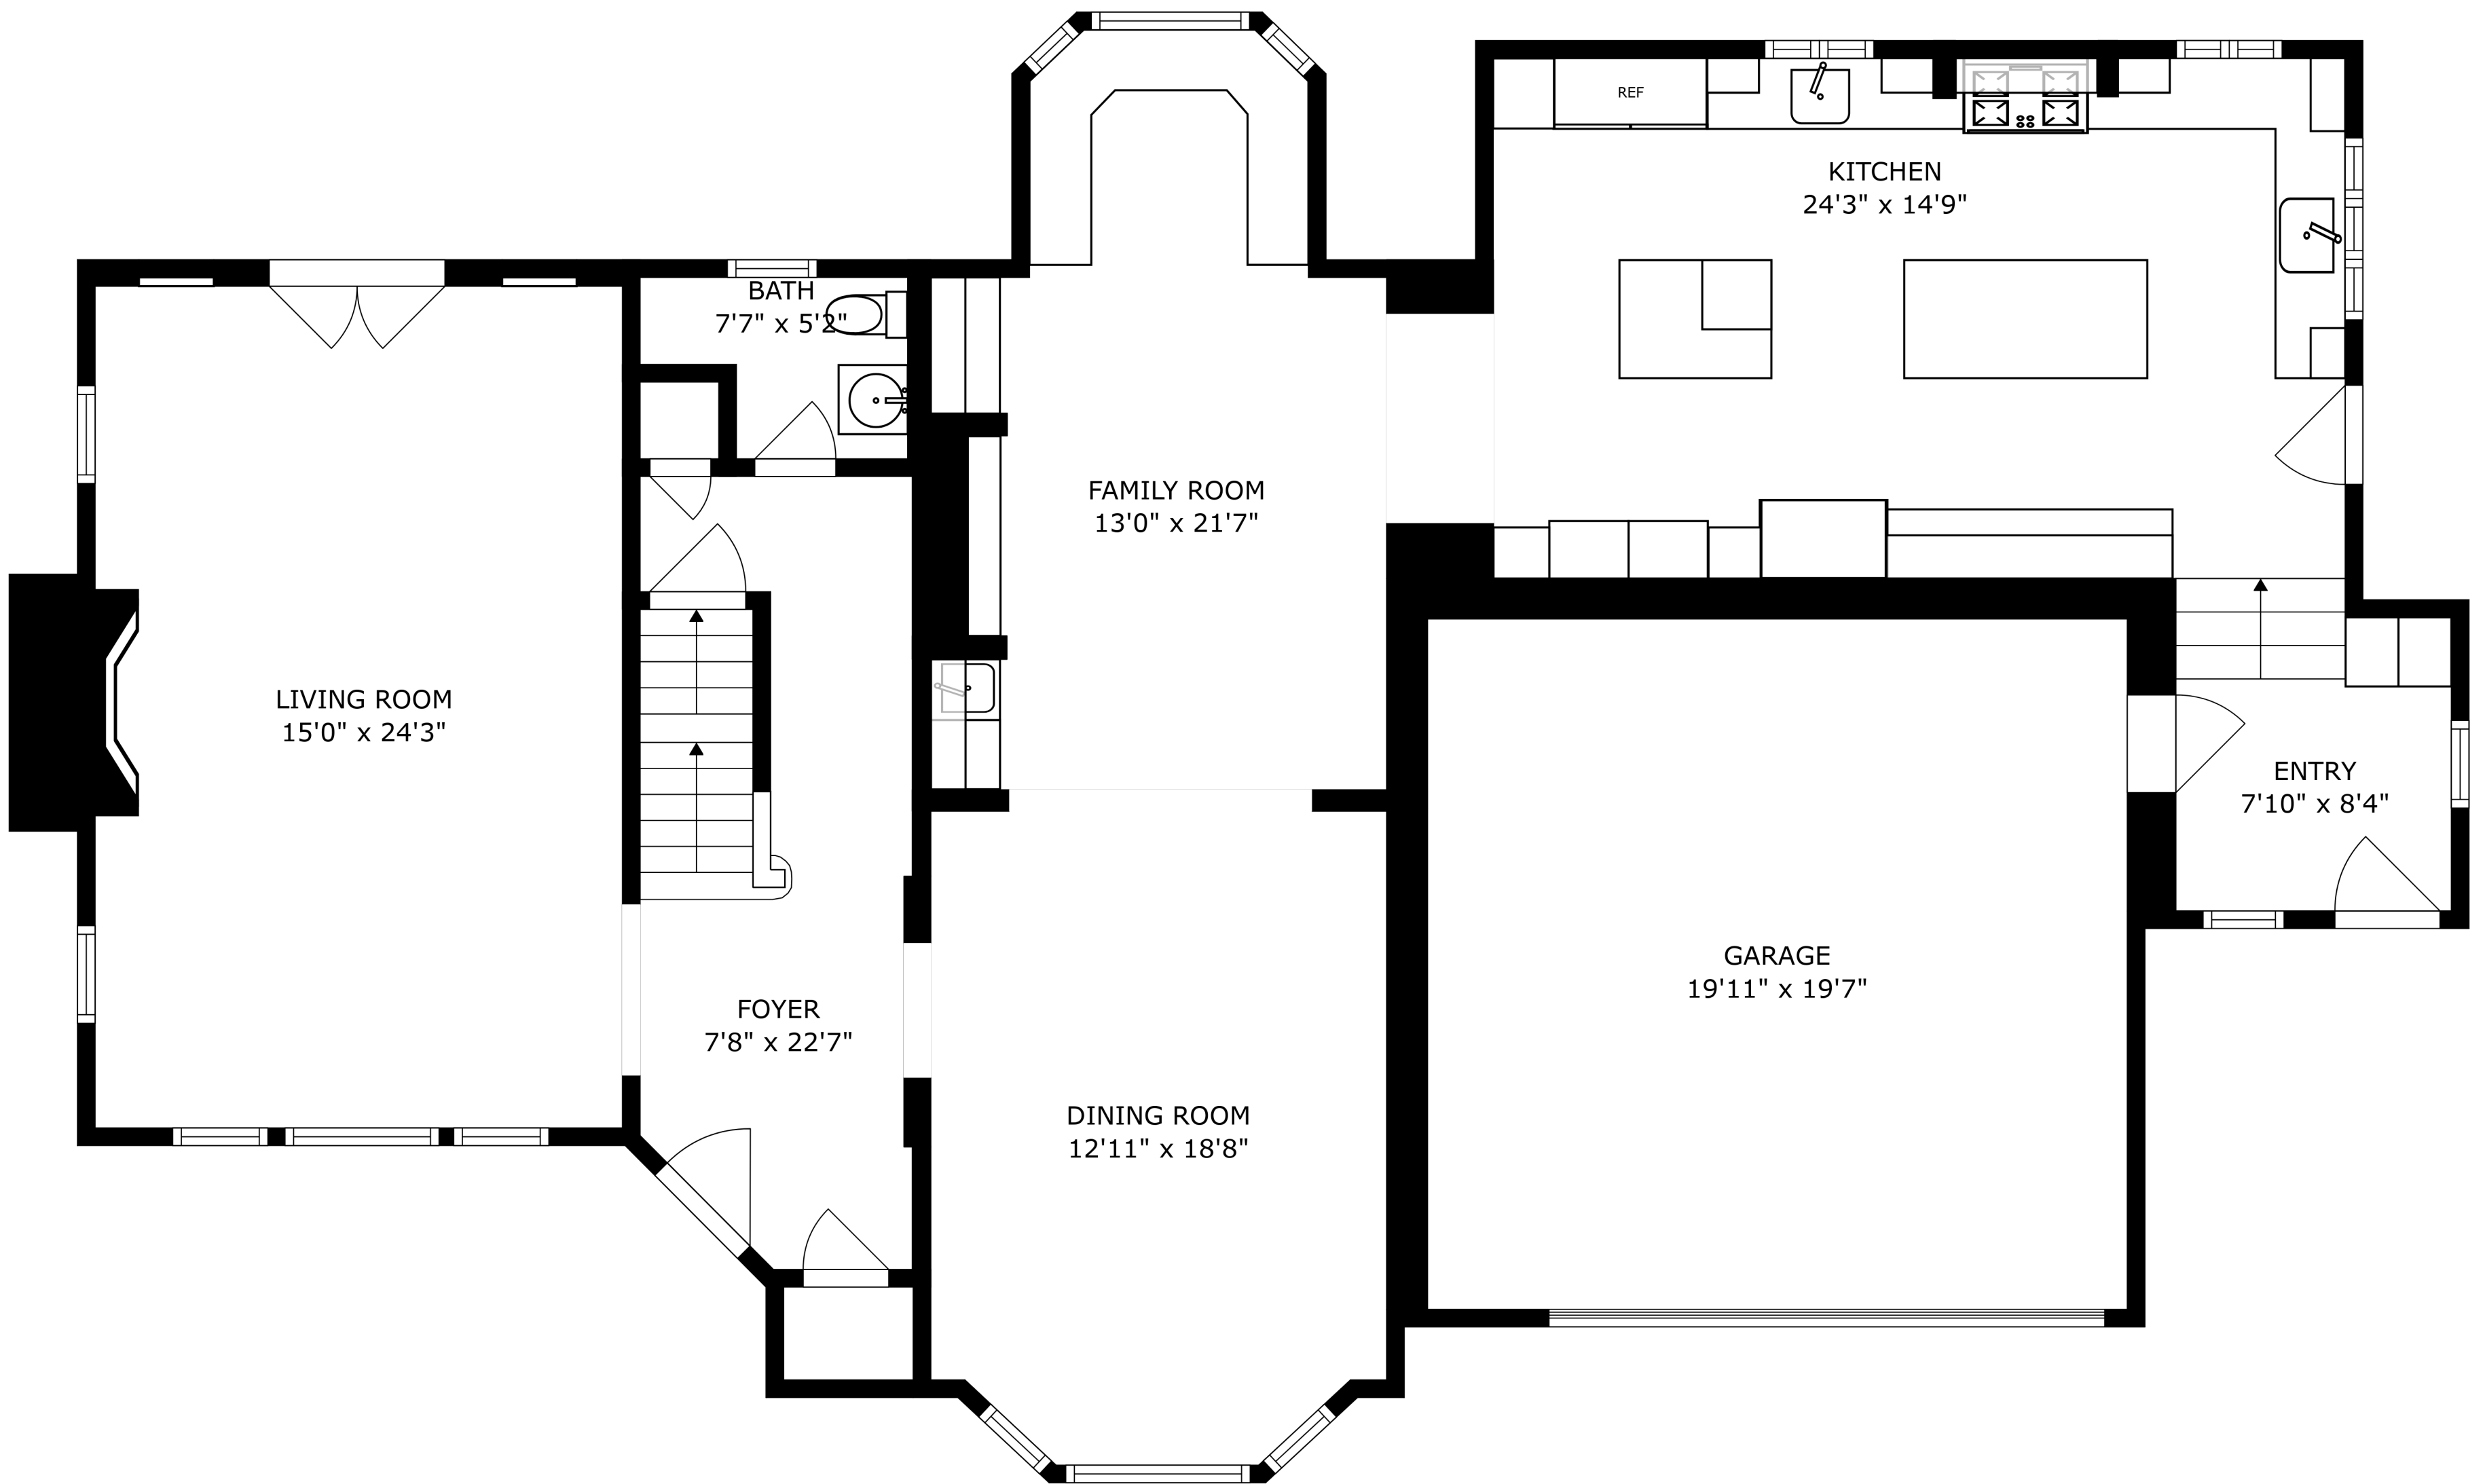 REF
KITCHEN
24'3" x 14'9"
BATH
7'7" x 5'2"
FAMILY ROOM
13'0" x 21'7"
LIVING ROOM
15'0" x 24'3"
ENTRY
7'10" x 8'4"
GARAGE
19'11" x 19'7"
FOYER
7'8" x 22'7"
DINING ROOM
12'11" x 18'8"